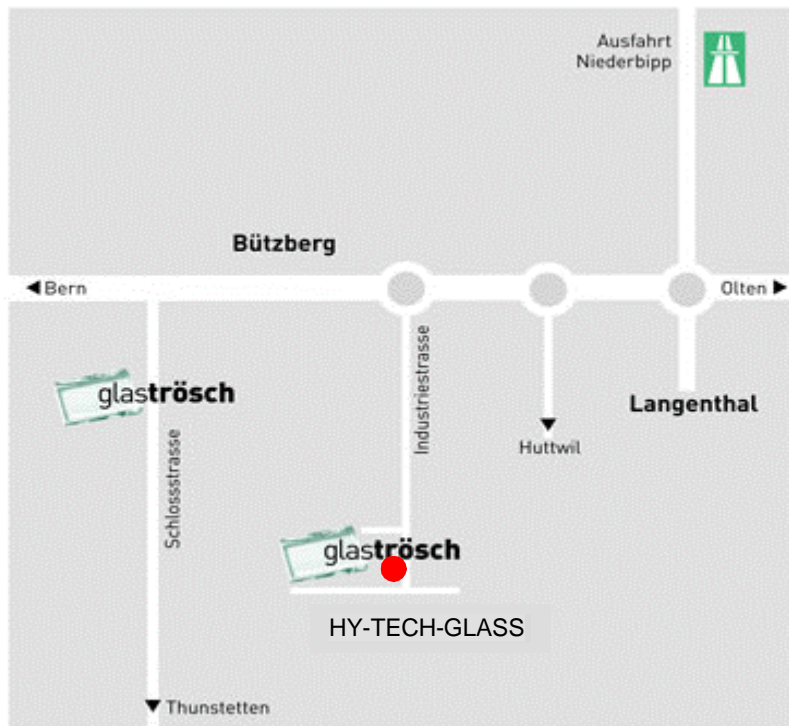 Ausfahrt
Niederbipp
Bützberg
Bern
Olten
glaströsch
Schlossstrasse
Industriestrasse
Langenthal
Huttwil
glaströsch
HY-TECH-GLASS
Thunstetten